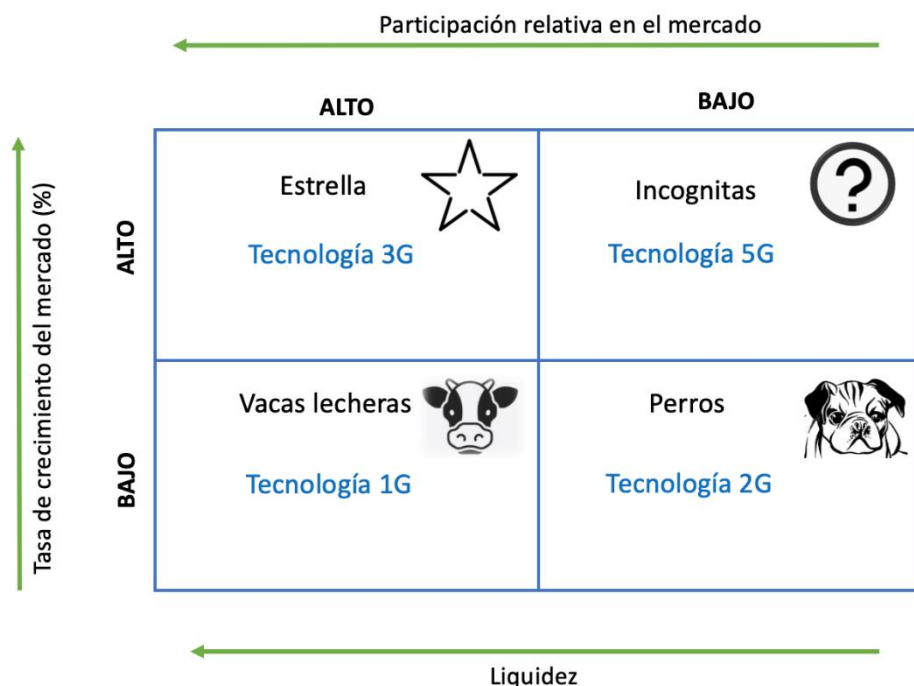 Participación relativa en el mercado
ALTO
BAJO
Tasa de crecimiento del mercado (%)
ALTO
Estrella
Tecnología 3G
Incognitas
?
Tecnología 5G
BAJO
Vacas lecheras
Tecnología 1G
Perros
Tecnología 2G
Liquidez